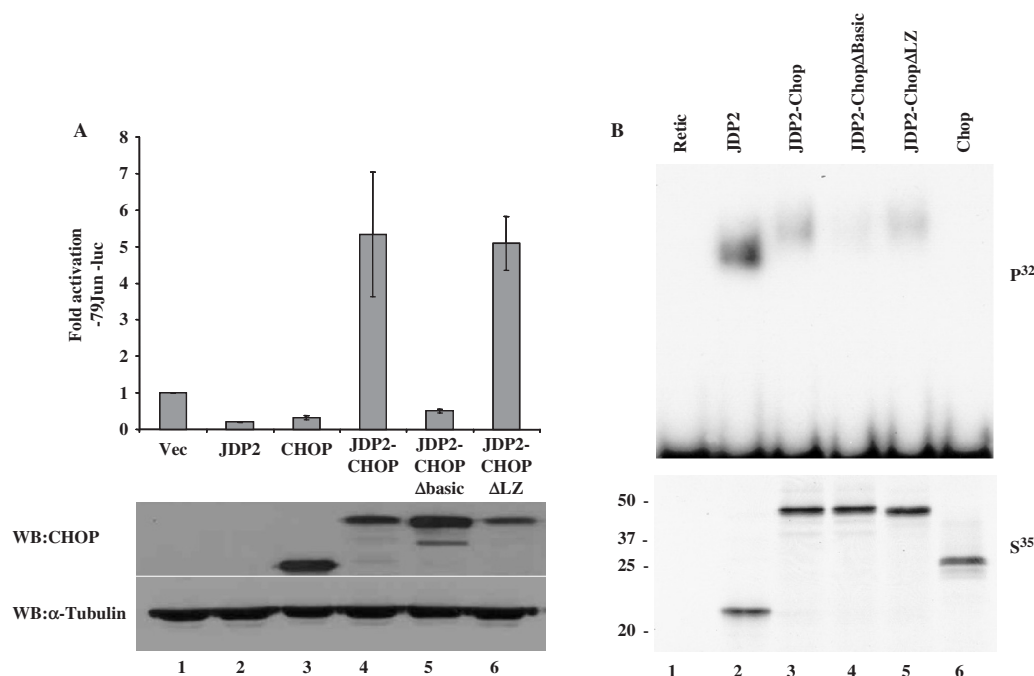 A
Fold activation
-79Jun -luc
8
7
6
5
4
3
2
1
0
Vec
JDP2
CHOP
JDP2-
CHOP
JDP2-
CHOP
Δbasic
JDP2-
CHOP
ΔLZ
WB:CHOP
WB:α-Tubulin
1 2 3 4 5 6
B
Retic
JDP2
JDP2-Chop
JDP2-ChopΔBasic
JDP2-ChopΔLZ
Chop
P32
50 -
37 -
25 -
20 -
S35
1 2 3 4 5 6